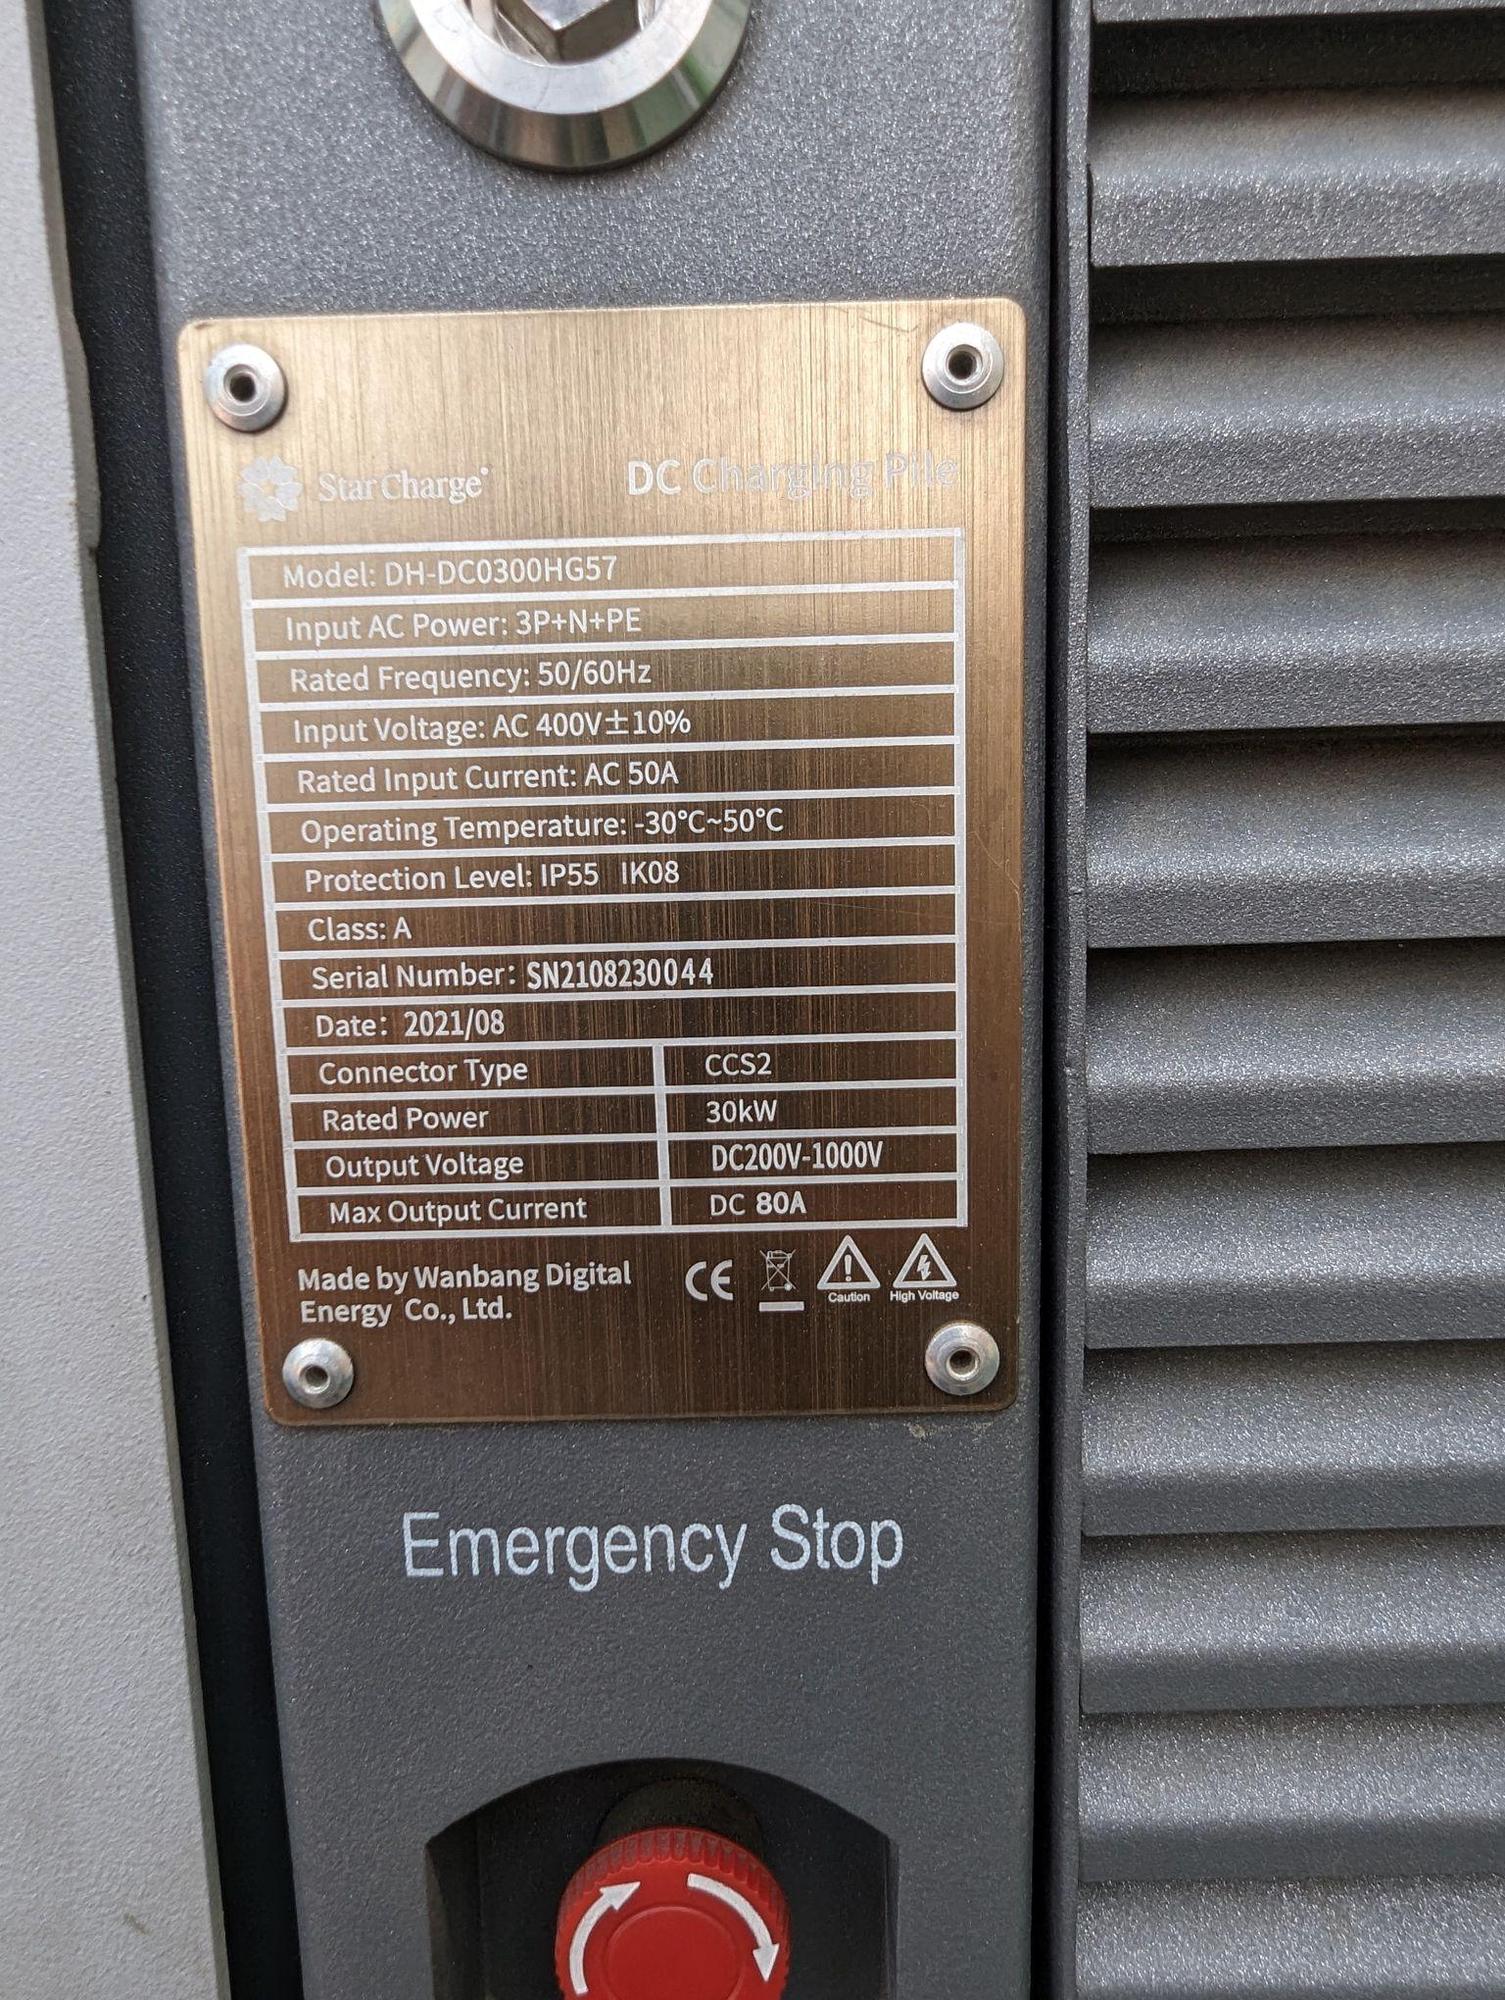 StarCharge DC Charging Pile
Model: DH-DC0300HG57
Input AC Power: 3P+N+PE
Rated Frequency: 50/60Hz
Input Voltage: AC 400V±10%
Rated Input Current: AC 50A
Operating Temperature: -30°C~50°C
Protection Level: IP55 IK08
Class: A
Serial Number: SN2108230044
Date: 2021/08
Connector Type CCS2
Rated Power 30kW
Output Voltage DC200V-1000V
Max Output Current DC 80A
Made by Wanbang Digital
Energy Co., Ltd.
CE
Caution High Voltage
Emergency Stop